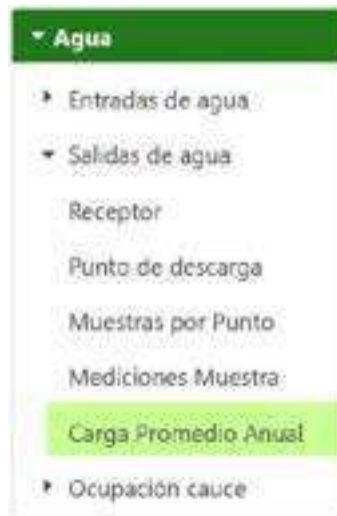 Agua
Entradas de agua
Salidas de agua
Receptor
Punto de descarga
Muestras por Punto
Mediciones Muestra
Carga Promedio Anual
Ocupación cauce